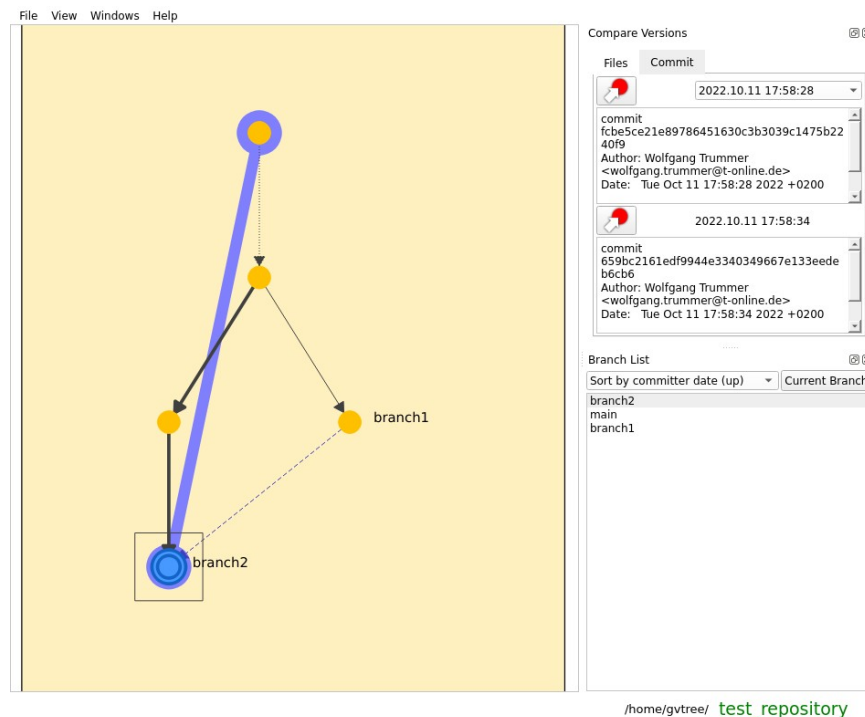 File View Windows Help
Compare Versions
Files Commit
2022.10.11 17:58:28
commit
fcbe5ce21e89786451630c3b3039c1475b22
40f9
Author: Wolfgang Trummer
<wolfgang.trummer@t-online.de>
Date: Tue Oct 11 17:58:28 2022 +0200
2022.10.11 17:58:34
commit
659bc2161edf9944e3340349667e133eede
b6cb6
Author: Wolfgang Trummer
<wolfgang.trummer@t-online.de>
Date: Tue Oct 11 17:58:34 2022 +0200
branch1
branch2
Branch List
Sort by committer date (up) Current Branch
branch2
main
branch1
/home/gvtree/ test_repository